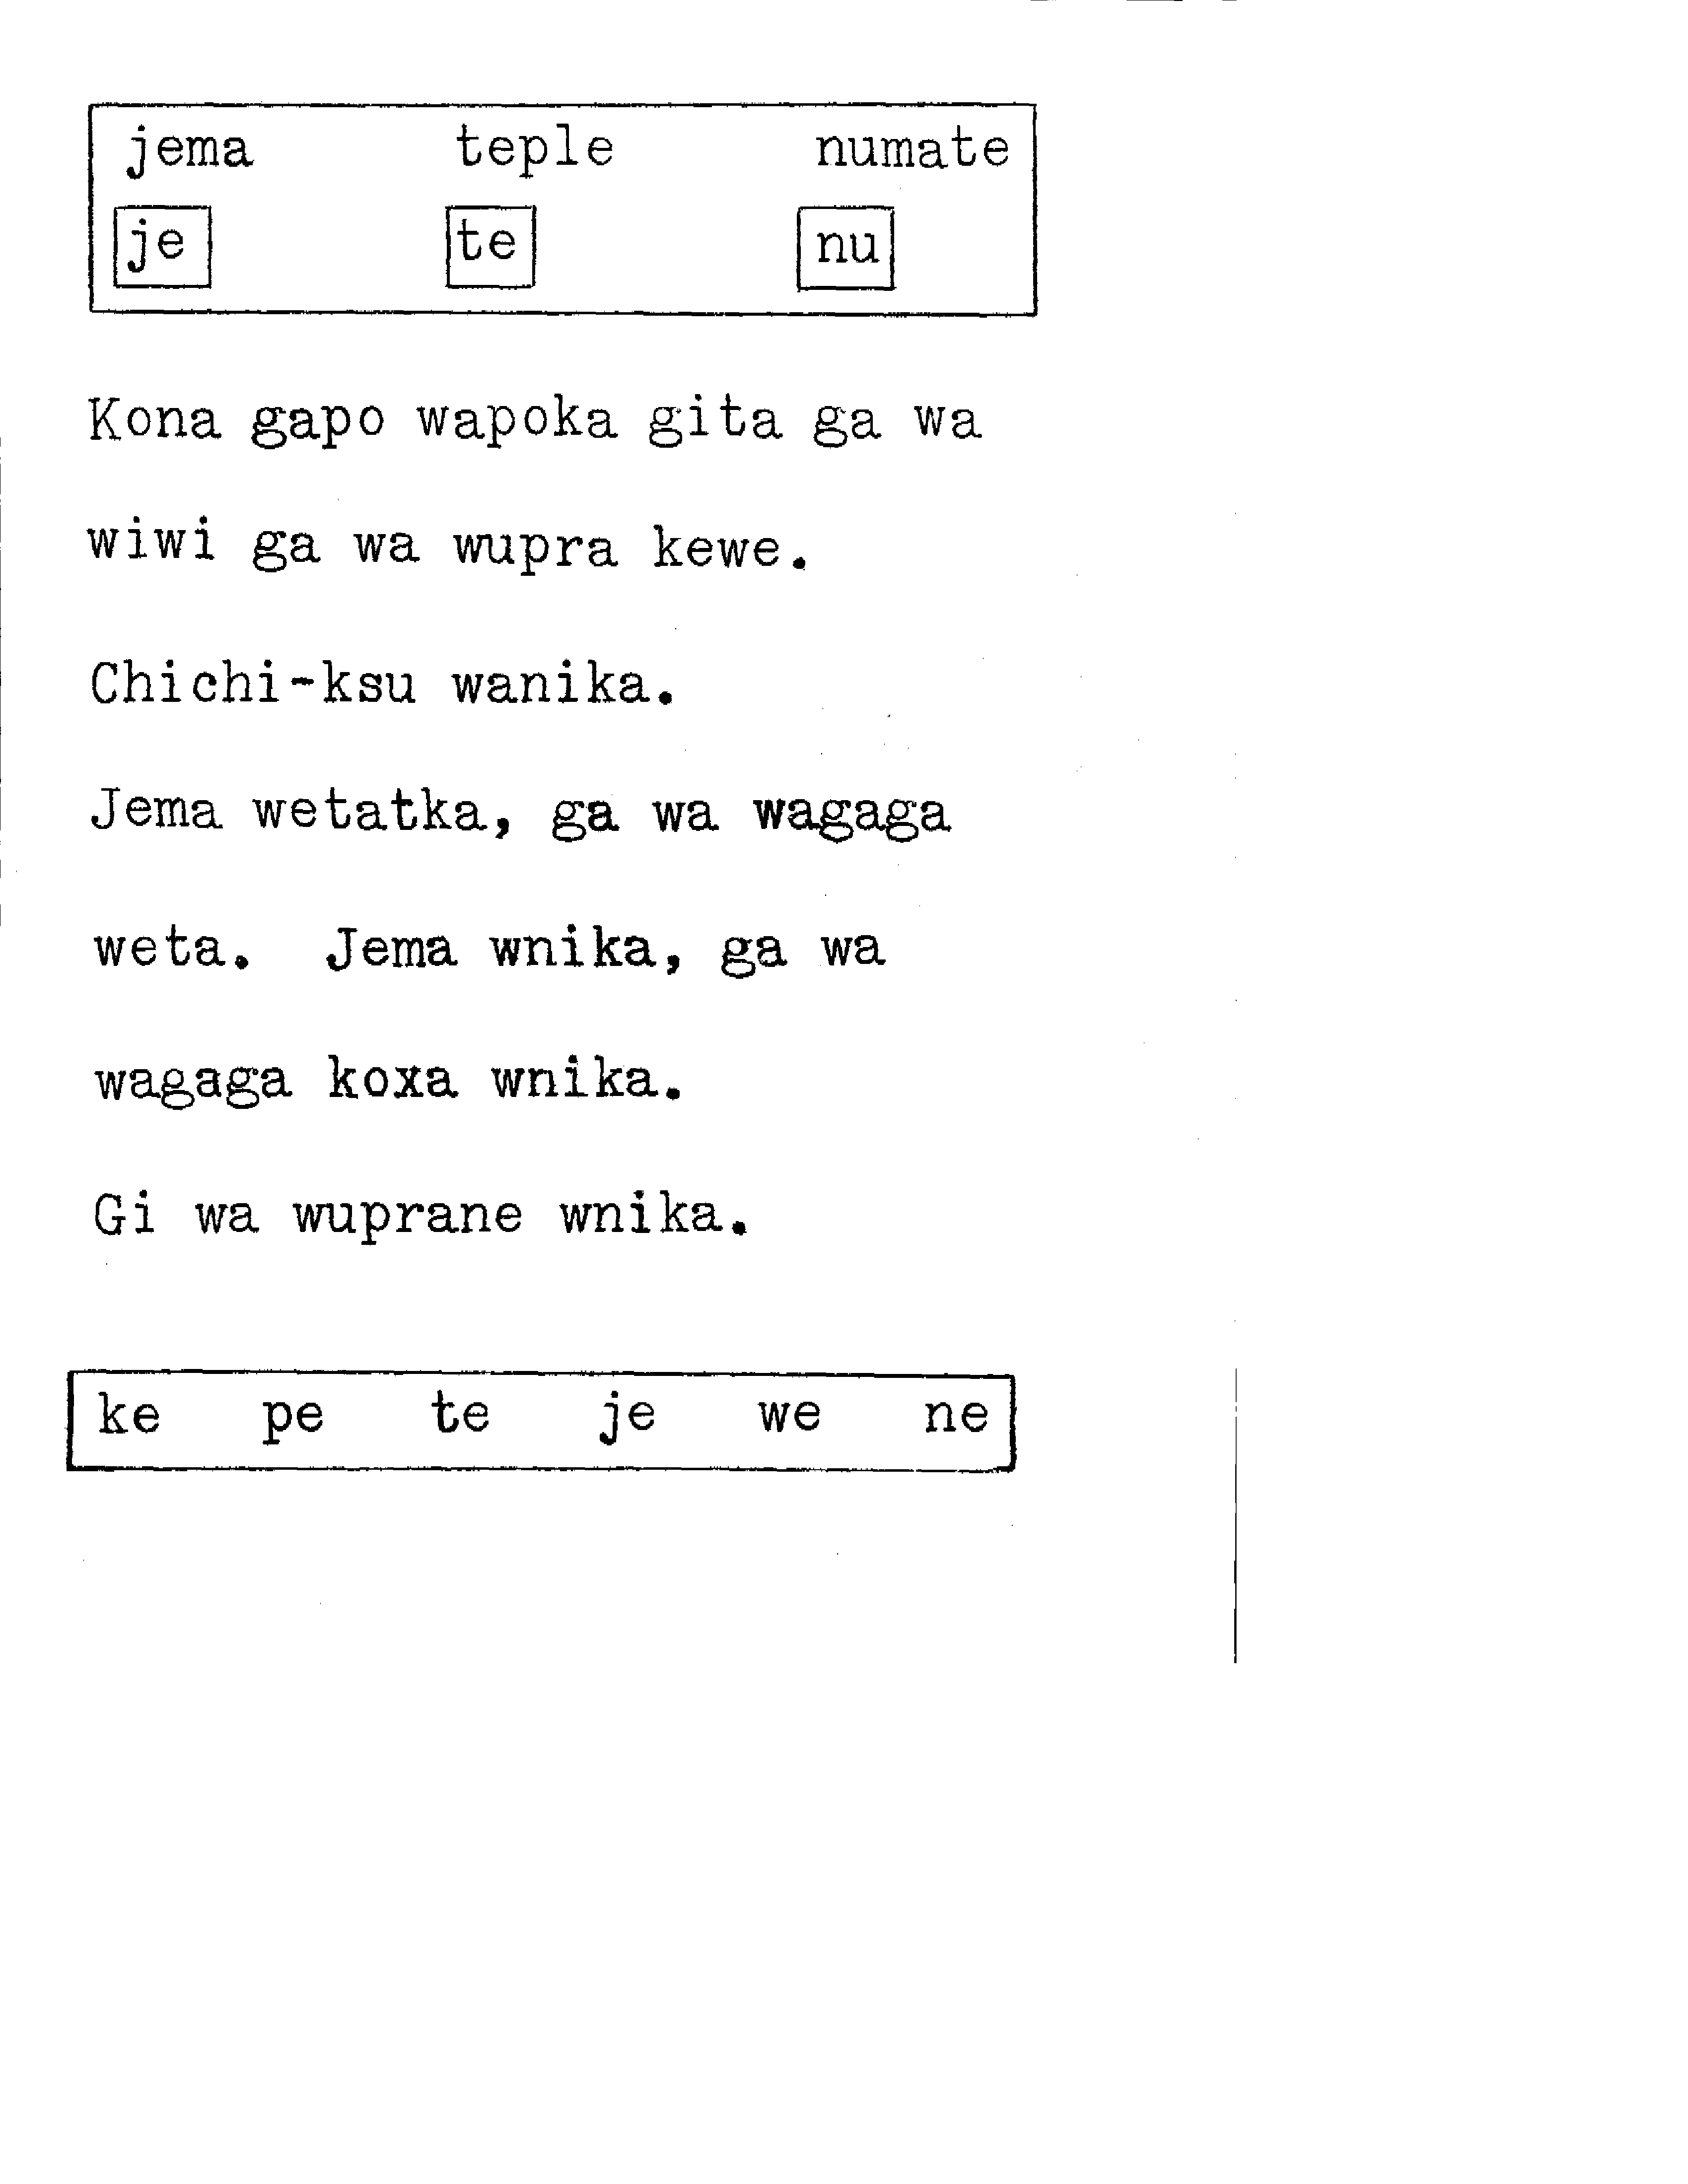 jema teple numate
je te nu
Kona gapo wapoka gita ga wa
wiwi ga wa wupra kewe.
Chichi-ksu wanika.
Jema wetatka, ga wa wagaga
weta. Jema wnika, ga wa
wagaga koxa wnika.
Gi wa wuprane wnika.
ke pe te je we ne